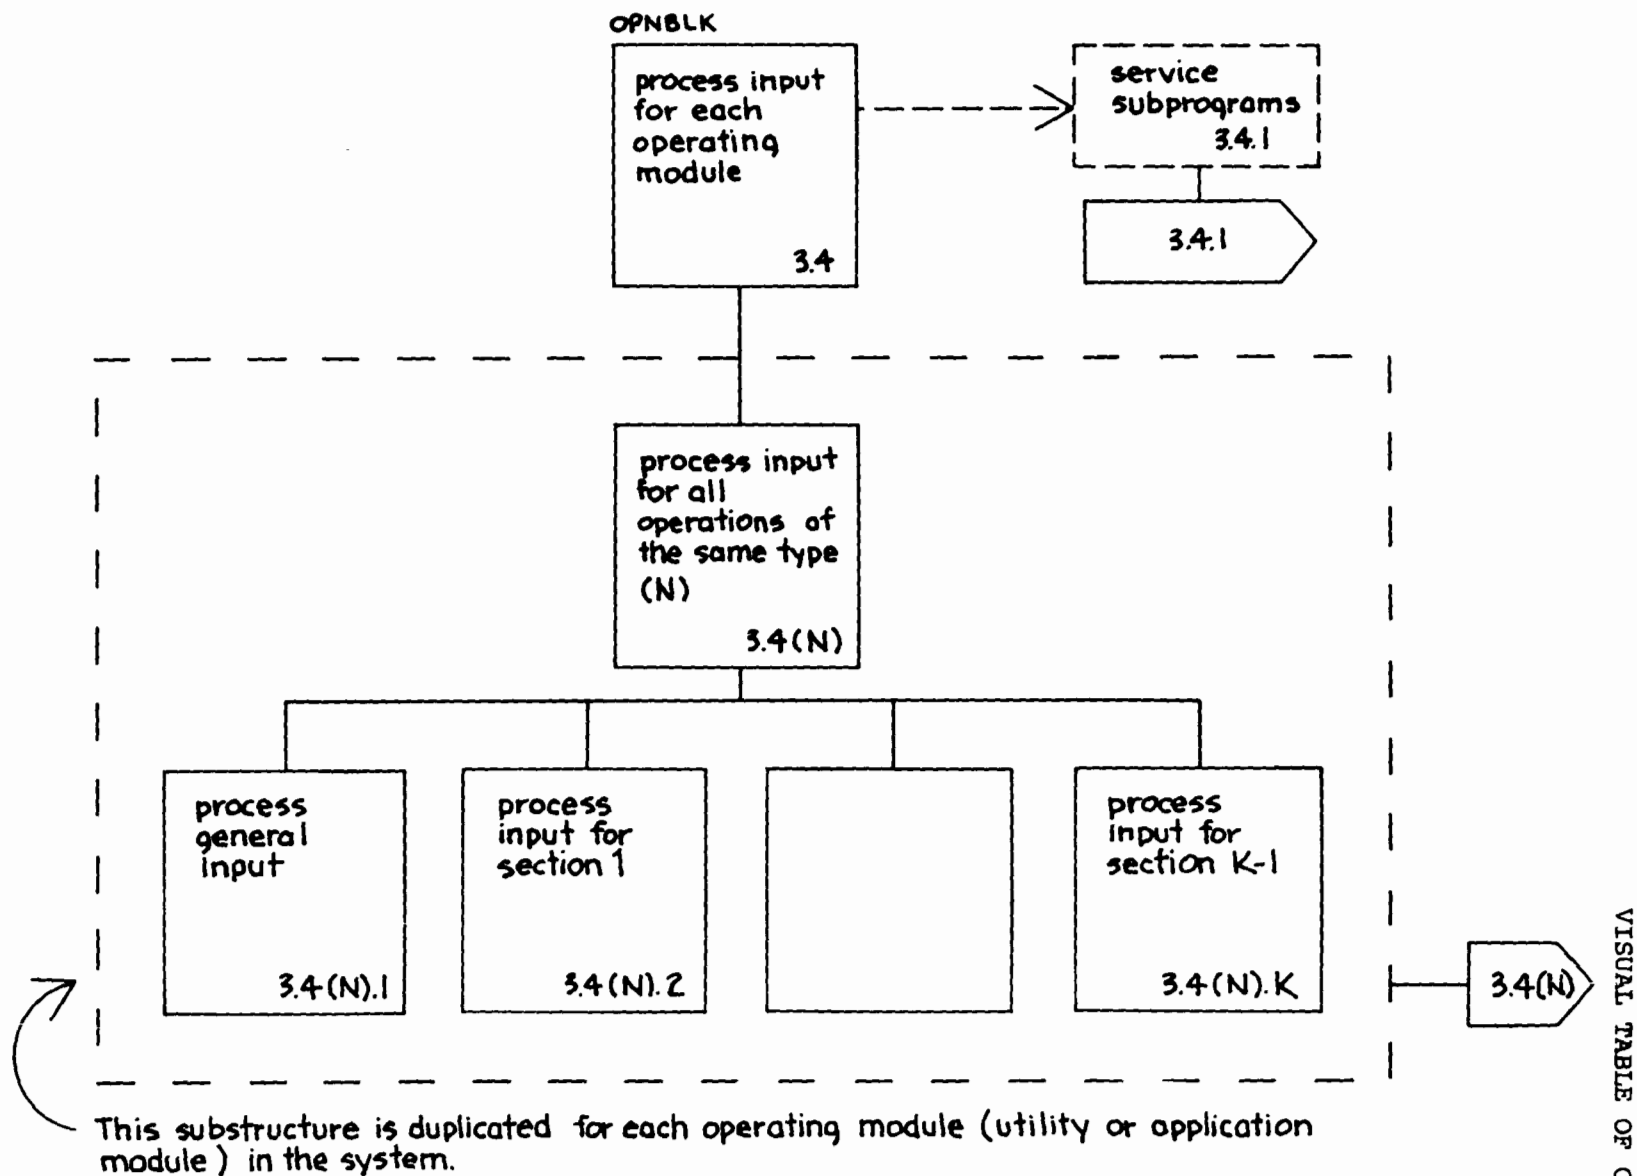 OPNBLK
process input
for each
operating
module
3.4
service
subprograms
3.4.1
3.4.1
process input
for all
operations of
the same type
(N)
3.4(N)
process
general
input
3.4(N).1
process
input for
section 1
3.4(N).2
process
input for
section K-1
3.4(N).K
3.4(N)
This substructure is duplicated for each operating module (utility or application
module) in the system.
VISUAL TABLE OF